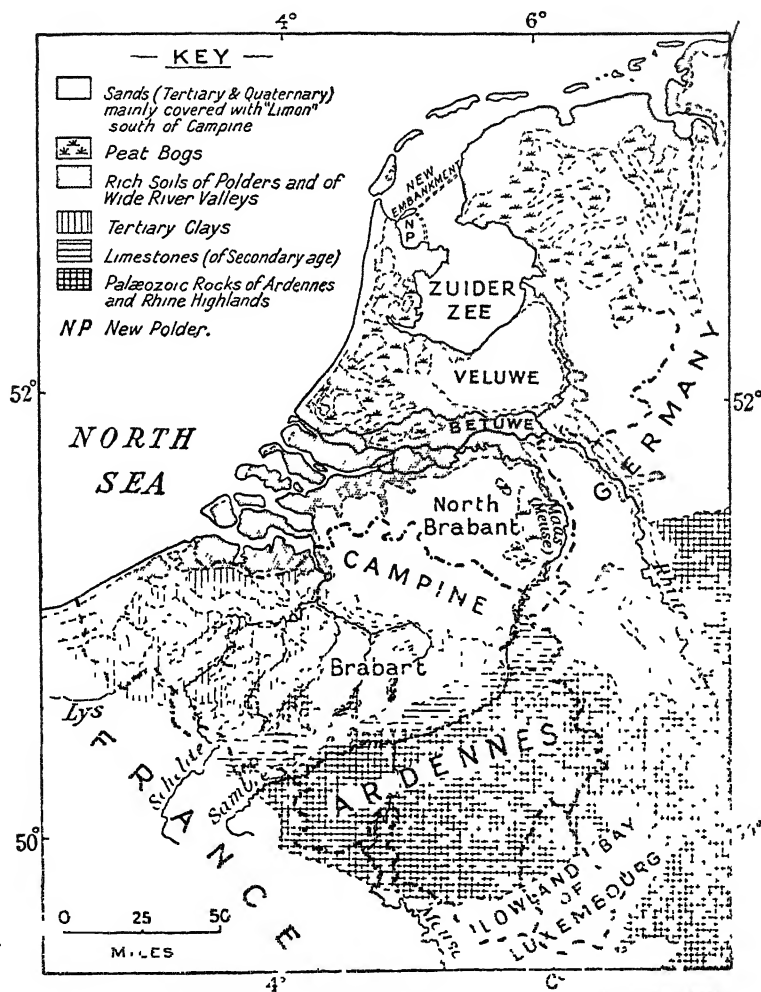 4°
6°
— KEY —
Sands (Tertiary & Quaternary)
mainly covered with "Limon"
south of Campine
Peat Bogs
Rich Soils of Polders and of
Wide River Valleys
Tertiary Clays
Limestones (of Secondary age)
Palæozoic Rocks of Ardennes
and Rhine Highlands
NP New Polder.
NEW
EMBANKMENT
NP
ZUIDER
ZEE
VELUWE
52°
52°
BETUWE
GERMANY
NORTH
SEA
North
Brabant
Maas
(Meuse)
CAMPINE
Brabart
Lys
Schelde
Sambre
FRANCE
ARDENNES
50°
LOWLAND BAY
OF
LUXEMBOURG
0 25 50
MILES
4°